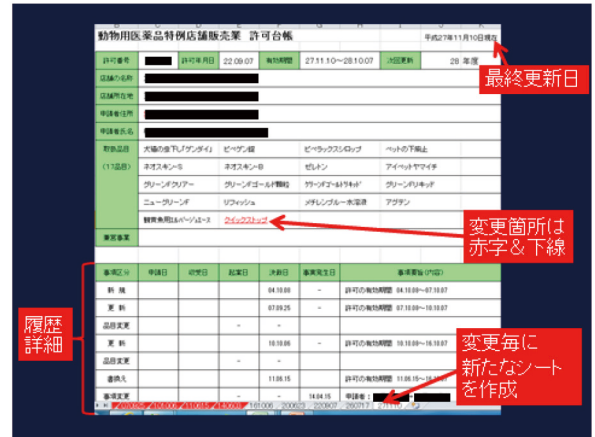 動物用医薬品特例店舗販売業 許可台帳
平成27年11月10日現在
許可番号 許可年月日 22.09.07 有効期間 27.11.10～28.10.07 次回更新 28 年度
最終更新日
店舗の名称
店舗所在地
申請者住所
申請者氏名
取扱品目 犬猫の虫下し「ゲンダイ」 ピペゲン錠 ピペラックスシロップ ペットの下痢止
(17品目) ネオスキン-S ネオスキン-B ゼルトン アイペットヤマイチ
グリーンFクリアー グリーンFゴールド顆粒 グリーンFゴールドリキッド グリーンFリキッド
ニューグリーンF リフィッシュ メチレンブルー水溶液 アグテン
観賞魚用エルバージュエース クイックストップ
変更箇所は
赤字&下線
兼営事業
事項区分 申請日 収受日 起案日 決裁日 事実発生日 事項要旨(内容)
新 規 04.10.08 - 許可の有効期間 04.10.08～07.10.07
更 新 07.09.25 - 許可の有効期間 07.10.08～10.10.07
品目変更 - -
更 新 10.10.06 - 許可の有効期間 10.10.08～16.10.07
品目変更 - -
書換え 11.06.15 許可の有効期間 11.06.15～
事項変更 - - 14.04.15 申請者:
履歴
詳細
変更毎に
新たなシート
を作成